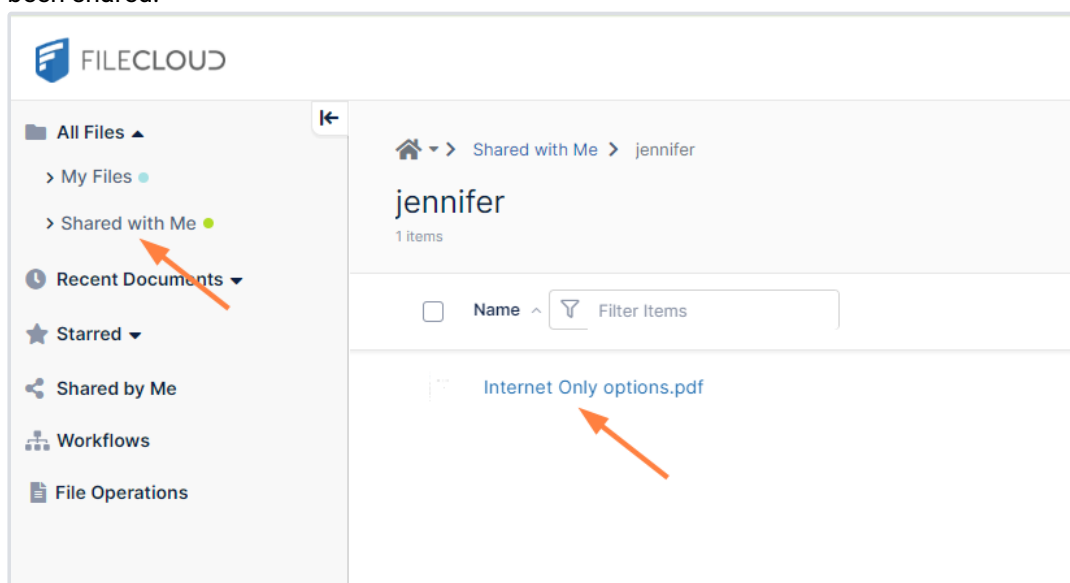 been shared.
FILECLOUD
All Files
My Files
Shared with Me
Recent Documents
Starred
Shared by Me
Workflows
File Operations
Shared with Me > jennifer
jennifer
1 items
Name
Filter Items
Internet Only options.pdf